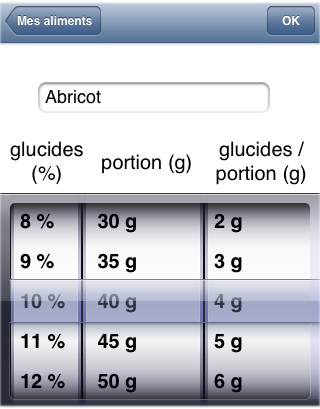 Mes aliments OK
Abricot
glucides (%) portion (g) glucides / portion (g)
8 % 30 g 2 g
9 % 35 g 3 g
10 % 40 g 4 g
11 % 45 g 5 g
12 % 50 g 6 g